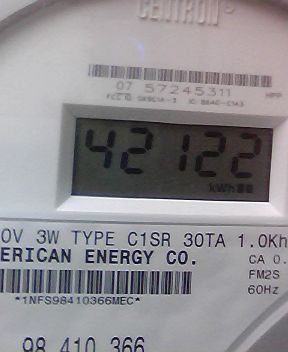 CENTRON
07 57245311
42122
kWh
0V 3W TYPE C1SR 30TA 1.0Kh
ERICAN ENERGY CO.
CA 0.
FM2S
*1NFS98410366MEC*
60Hz
98 410 366